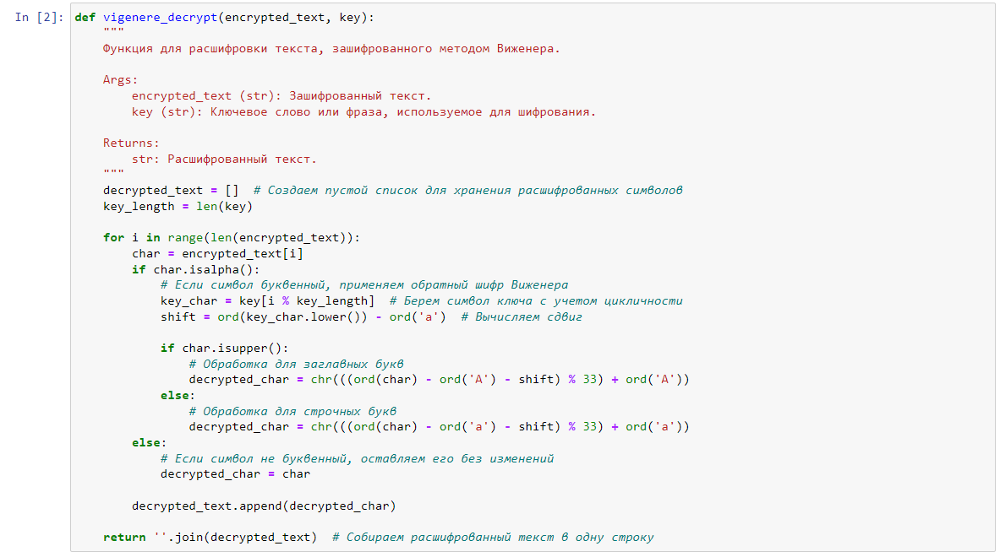 In [2]: def vigenere_decrypt(encrypted_text, key):
    """
    Функция для расшифровки текста, зашифрованного методом Виженера.

    Args:
        encrypted_text (str): Зашифрованный текст.
        key (str): Ключевое слово или фраза, используемое для шифрования.

    Returns:
        str: Расшифрованный текст.
    """
    decrypted_text = []  # Создаем пустой список для хранения расшифрованных символов
    key_length = len(key)

    for i in range(len(encrypted_text)):
        char = encrypted_text[i]
        if char.isalpha():
            # Если символ буквенный, применяем обратный шифр Виженера
            key_char = key[i % key_length]  # Берем символ ключа с учетом цикличности
            shift = ord(key_char.lower()) - ord('а')  # Вычисляем сдвиг

            if char.isupper():
                # Обработка для заглавных букв
                decrypted_char = chr(((ord(char) - ord('А') - shift) % 33) + ord('А'))
            else:
                # Обработка для строчных букв
                decrypted_char = chr(((ord(char) - ord('а') - shift) % 33) + ord('а'))
        else:
            # Если символ не буквенный, оставляем его без изменений
            decrypted_char = char

        decrypted_text.append(decrypted_char)

    return ''.join(decrypted_text)  # Собираем расшифрованный текст в одну строку